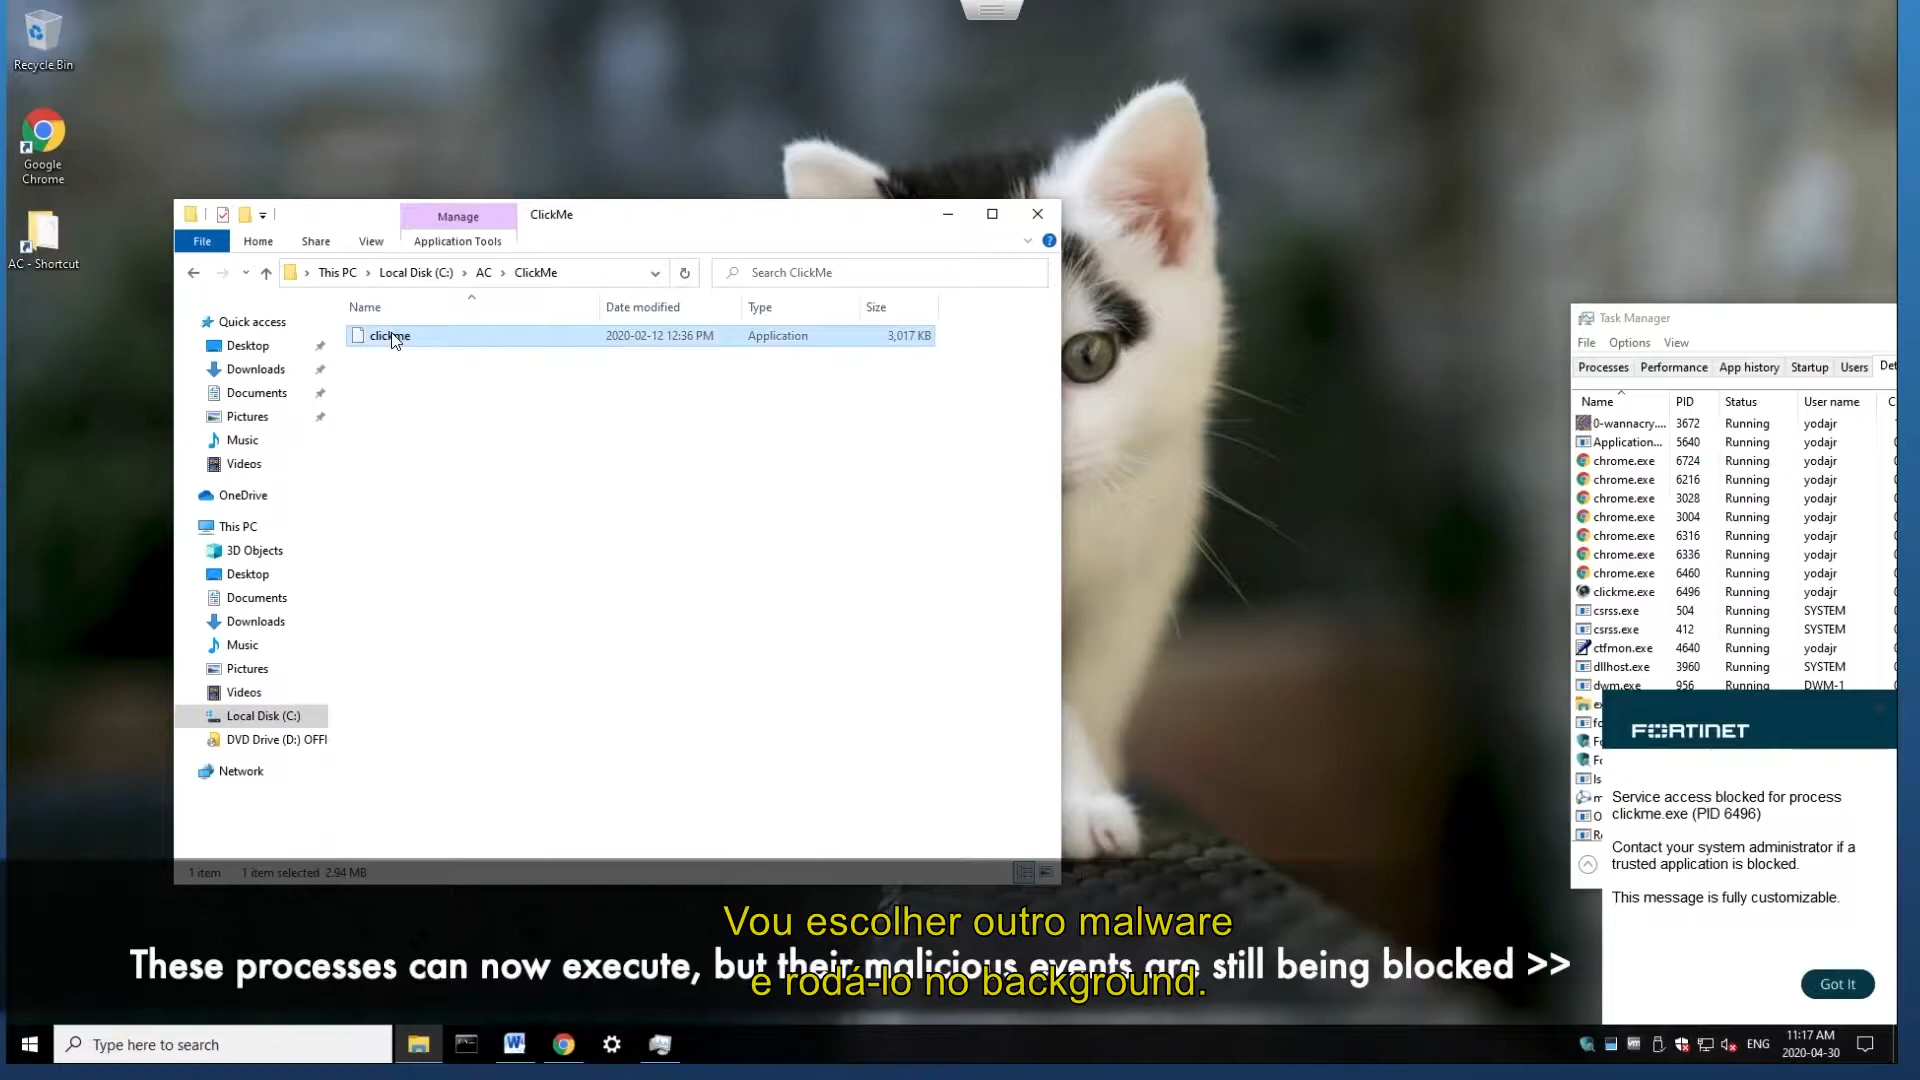 Recycle Bin
Google
Chrome
AC - Shortcut
Manage
ClickMe
File
Home
Share
View
Application Tools
This PC
Local Disk (C:)
AC
ClickMe
Search ClickMe
Name
Date modified
Type
Size
clickme
2020-02-12 12:36 PM
Application
3,017 KB
Quick access
Desktop
Downloads
Documents
Pictures
Music
Videos
OneDrive
This PC
3D Objects
Desktop
Documents
Downloads
Music
Pictures
Videos
Local Disk (C:)
DVD Drive (D:) OFFI
Network
1 item
1 item selected 2.94 MB
Task Manager
File Options View
Processes Performance App history Startup Users Det
Name PID Status User name C
0-wannacry.... 3672 Running yodajr
Application... 5640 Running yodajr
chrome.exe 6724 Running yodajr
chrome.exe 6216 Running yodajr
chrome.exe 3028 Running yodajr
chrome.exe 3004 Running yodajr
chrome.exe 6316 Running yodajr
chrome.exe 6336 Running yodajr
chrome.exe 6460 Running yodajr
clickme.exe 6496 Running yodajr
csrss.exe 504 Running SYSTEM
csrss.exe 412 Running SYSTEM
ctfmon.exe 4640 Running yodajr
dllhost.exe 3960 Running SYSTEM
dwm.exe 956 Running DWM-1
FORTINET
Service access blocked for process
clickme.exe (PID 6496)
Contact your system administrator if a
trusted application is blocked.
This message is fully customizable.
Got It
Vou escolher outro malware
e rodá-lo no background.
These processes can now execute, but their malicious events are still being blocked >>
Type here to search
ENG
11:17 AM
2020-04-30